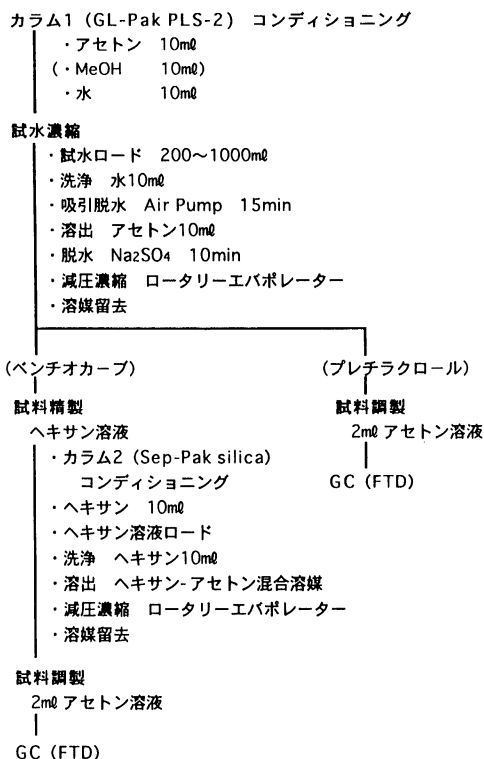 カラム1（GL-Pak PLS-2） コンディショニング
・アセトン 10mℓ
（・MeOH 10mℓ）
・水 10mℓ
試水濃縮
・試水ロード 200〜1000mℓ
・洗浄 水10mℓ
・吸引脱水 Air Pump 15min
・溶出 アセトン10mℓ
・脱水 Na2SO4 10min
・減圧濃縮 ロータリーエバポレーター
・溶媒留去
（ベンチオカーブ）
試料精製
ヘキサン溶液
・カラム2（Sep-Pak silica）
コンディショニング
・ヘキサン 10mℓ
・ヘキサン溶液ロード
・洗浄 ヘキサン10mℓ
・溶出 ヘキサン-アセトン混合溶媒
・減圧濃縮 ロータリーエバポレーター
・溶媒留去
試料調製
2mℓ アセトン溶液
GC（FTD）
（プレチラクロール）
試料調製
2mℓ アセトン溶液
GC（FTD）